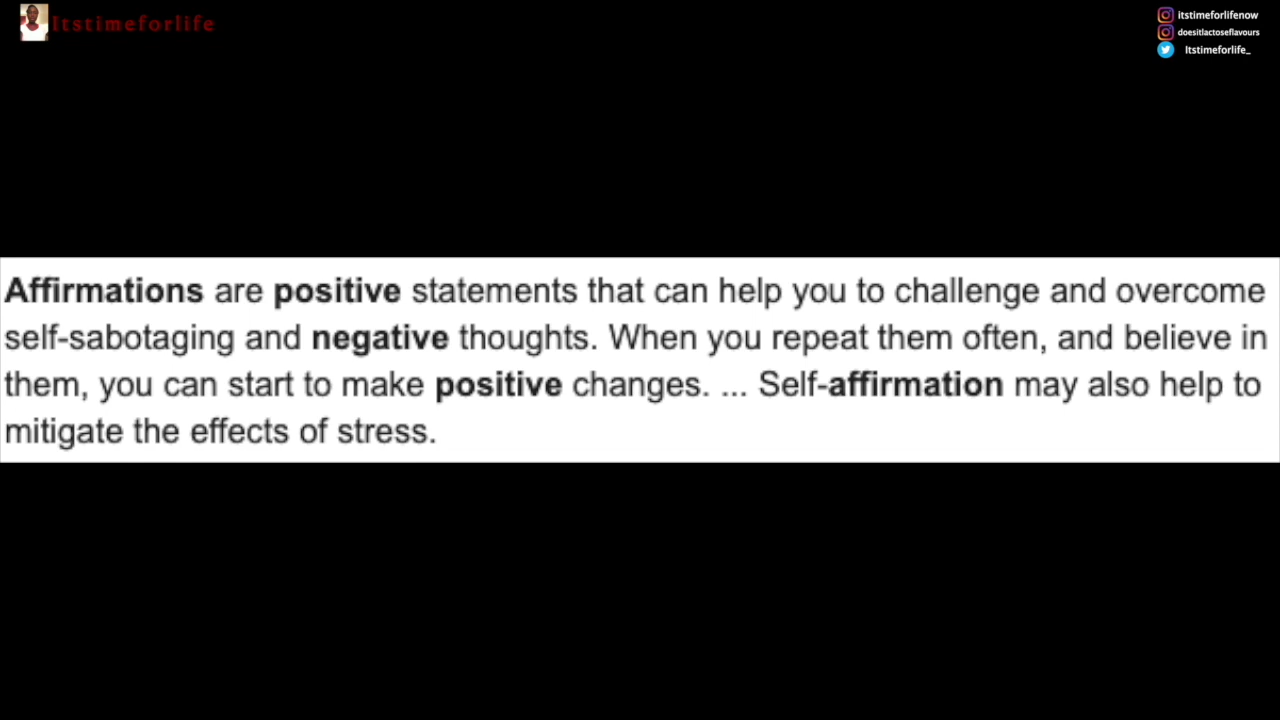 Itstimeforlife
itstimeforlifenow
doesitlactoseflavours
Itstimeforlife_
Affirmations are positive statements that can help you to challenge and overcome
self-sabotaging and negative thoughts. When you repeat them often, and believe in
them, you can start to make positive changes. ... Self-affirmation may also help to
mitigate the effects of stress.